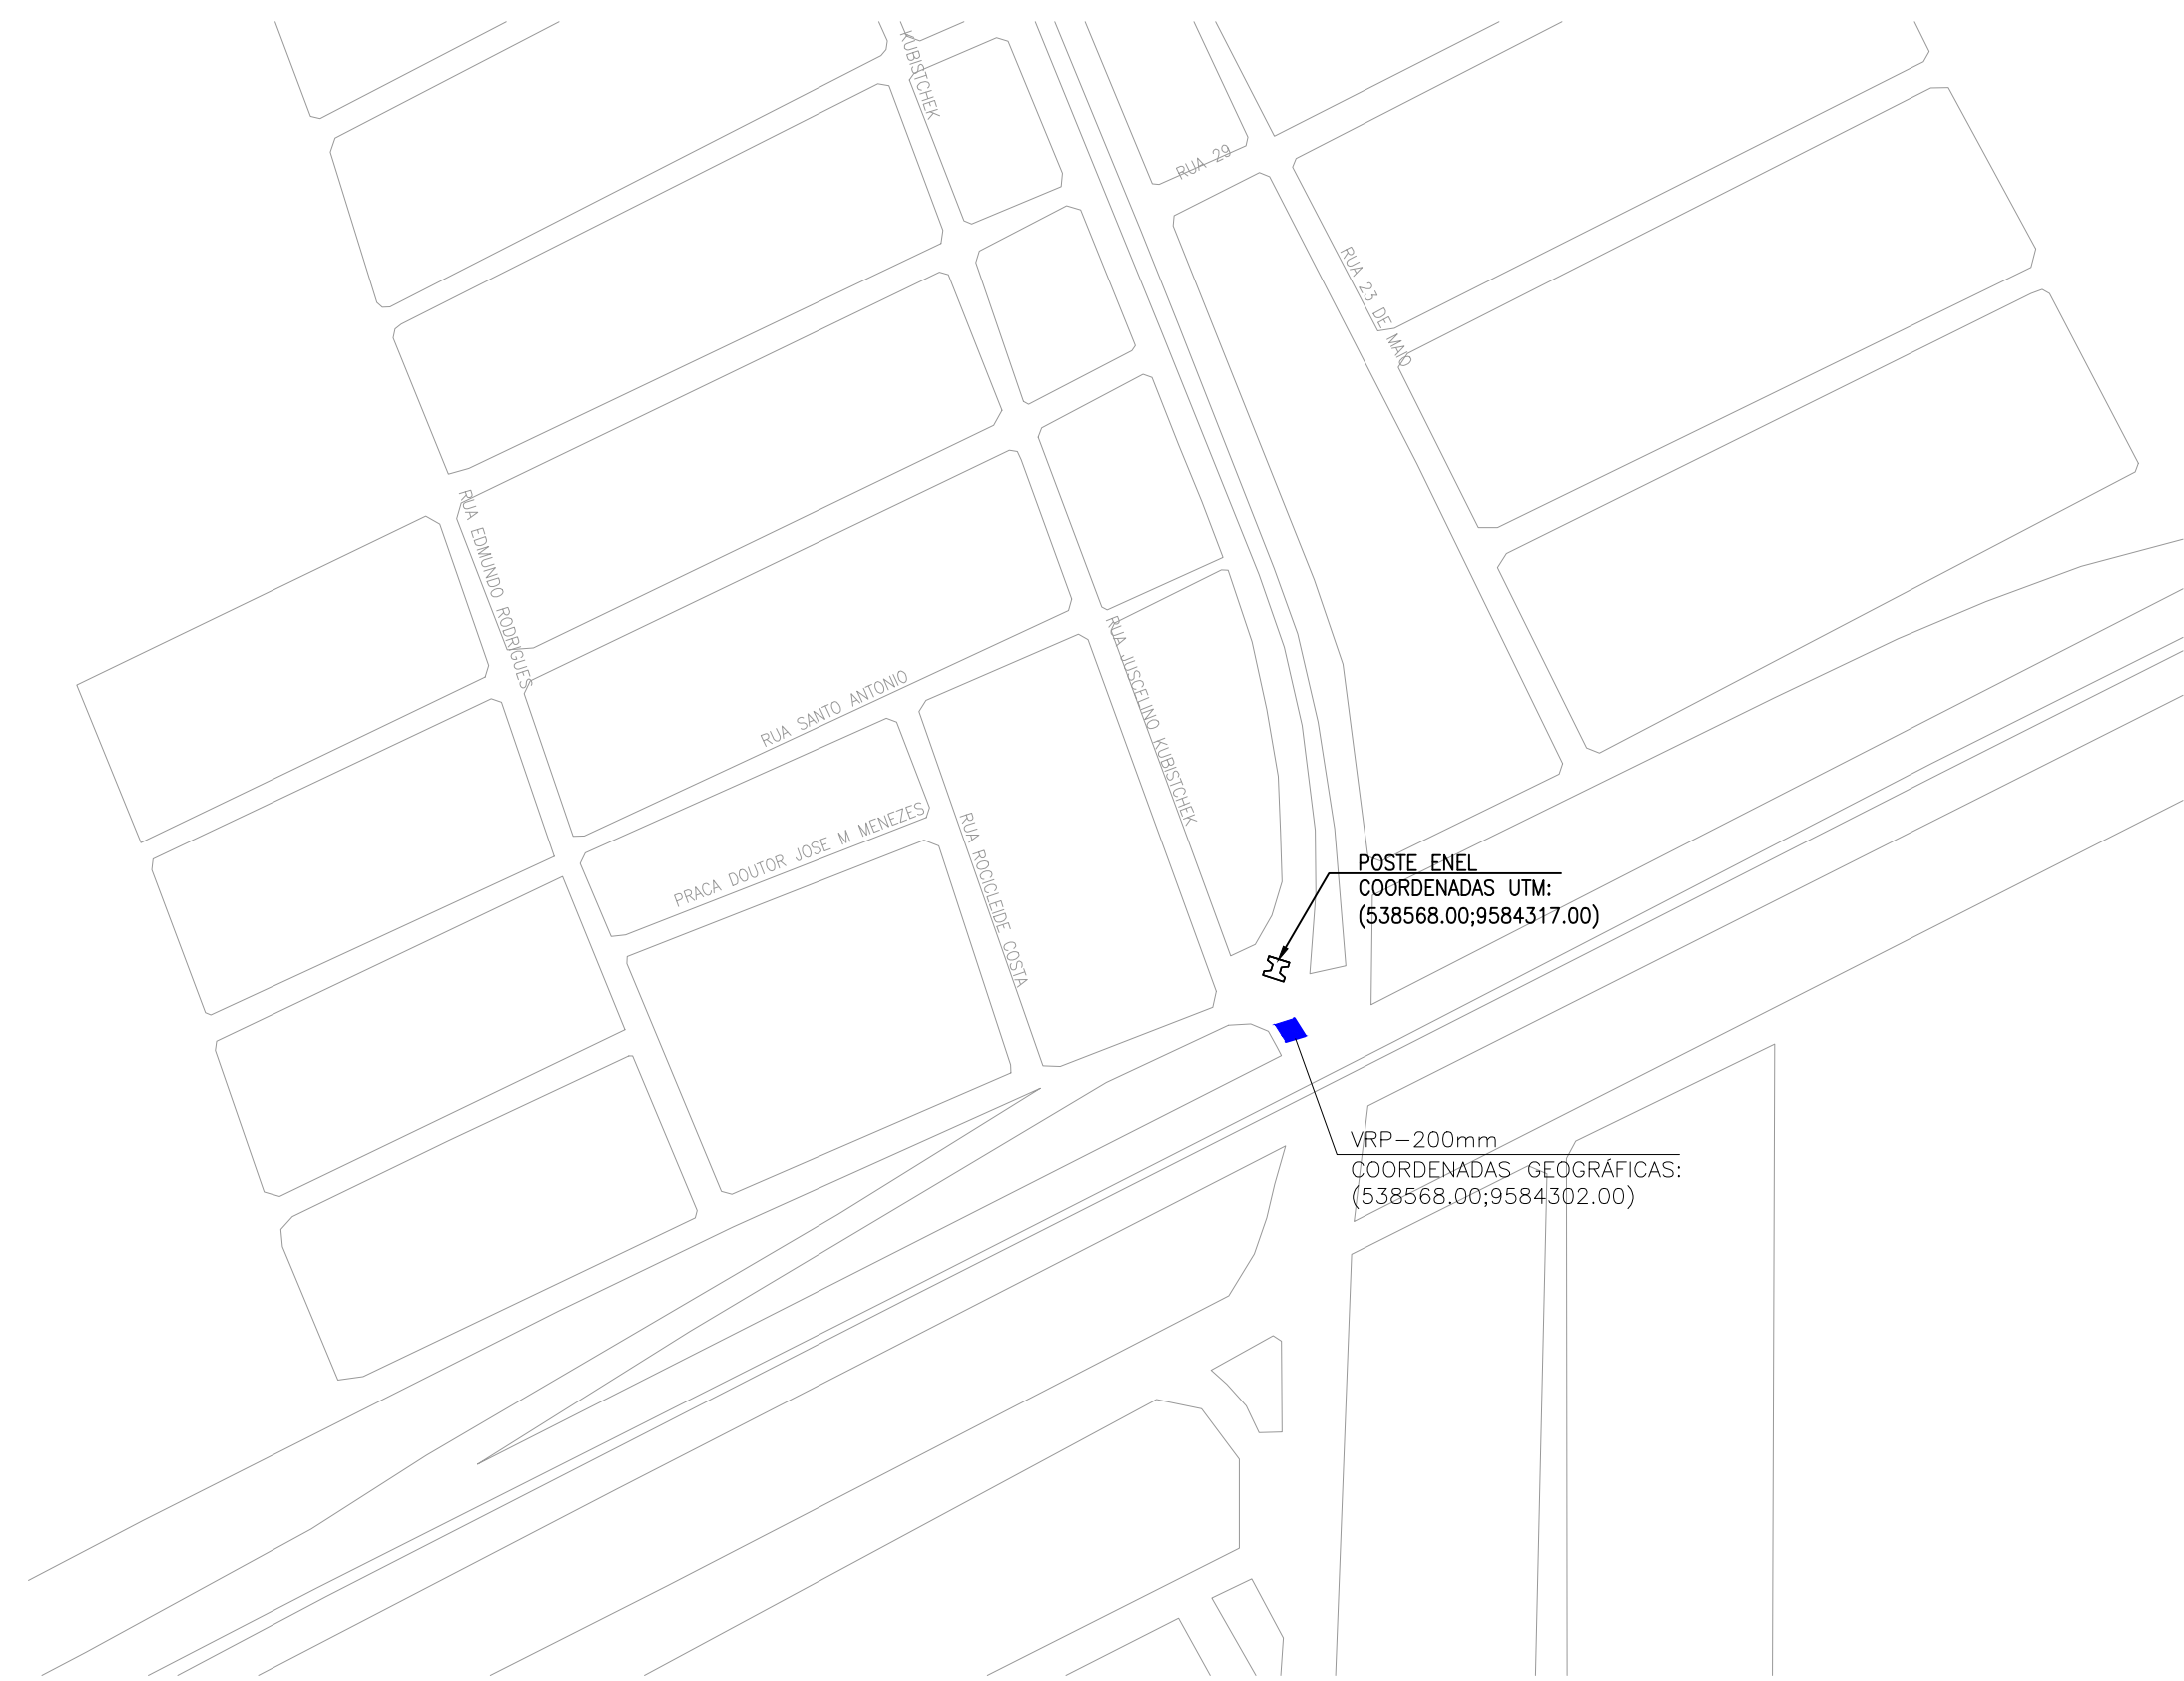 KUBISTCHEK
RUA 29
RUA 23 DE MAIO
RUA EDMUNDO RODRIGUES
RUA SANTO ANTONIO
RUA JUSCELINO KUBISTCHEK
PRACA DOUTOR JOSE M MENEZES
RUA ROCICLEIDE COSTA
POSTE ENEL
COORDENADAS UTM:
(538568.00;9584317.00)
VRP-200mm
COORDENADAS GEOGRÁFICAS:
(538568.00;9584302.00)